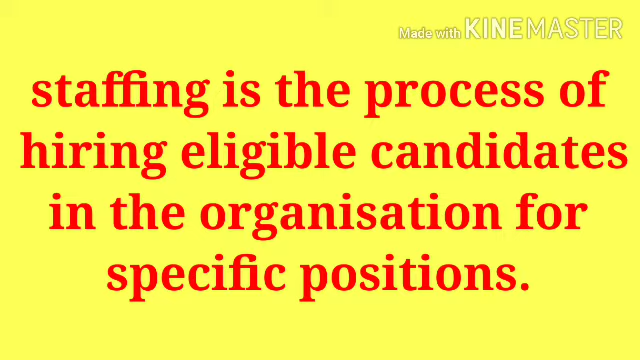 Made with KINEMASTER
staffing is the process of
hiring eligible candidates
in the organisation for
specific positions.